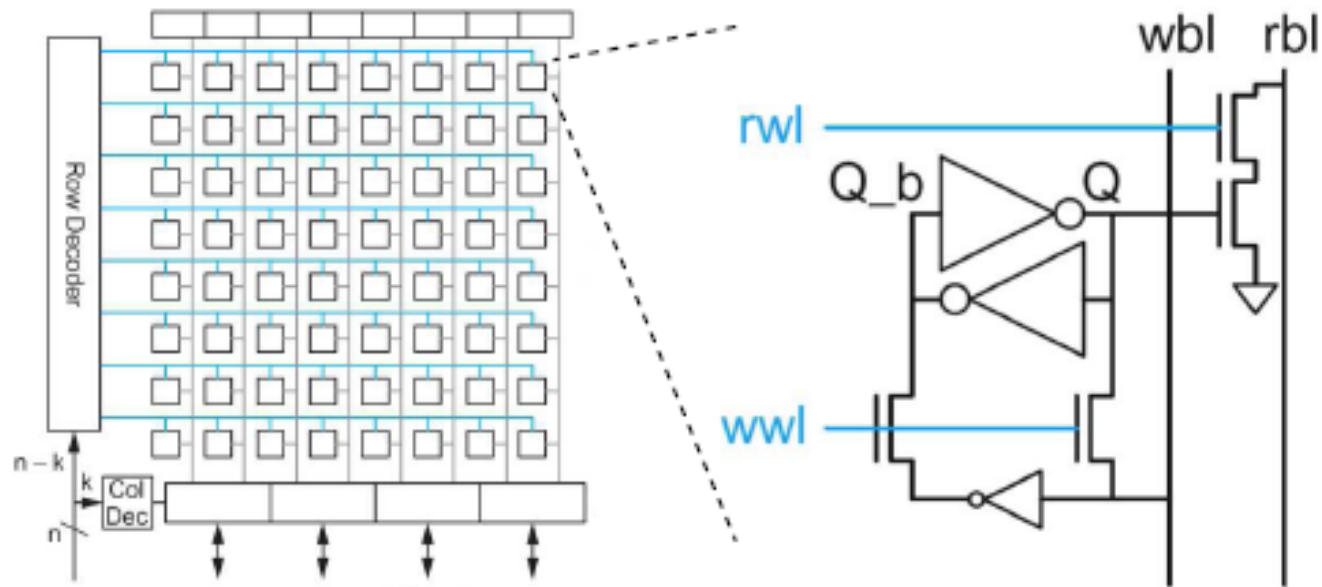 Row Decoder
n – k
k
n
Col
Dec
wbl
rbl
rwl
Q_b
Q
wwl